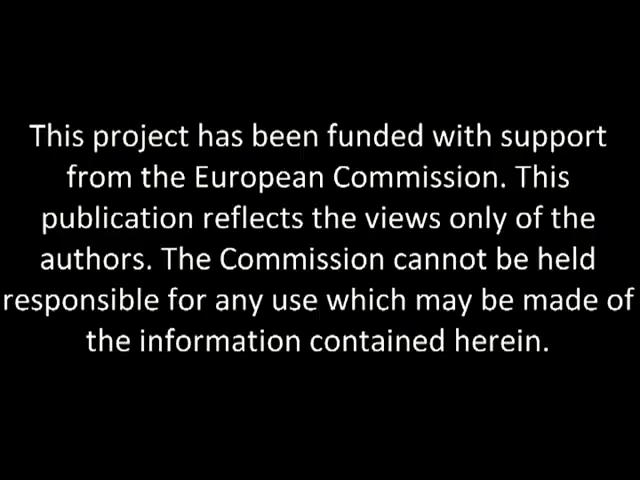 This project has been funded with support
from the European Commission. This
publication reflects the views only of the
authors. The Commission cannot be held
responsible for any use which may be made of
the information contained herein.